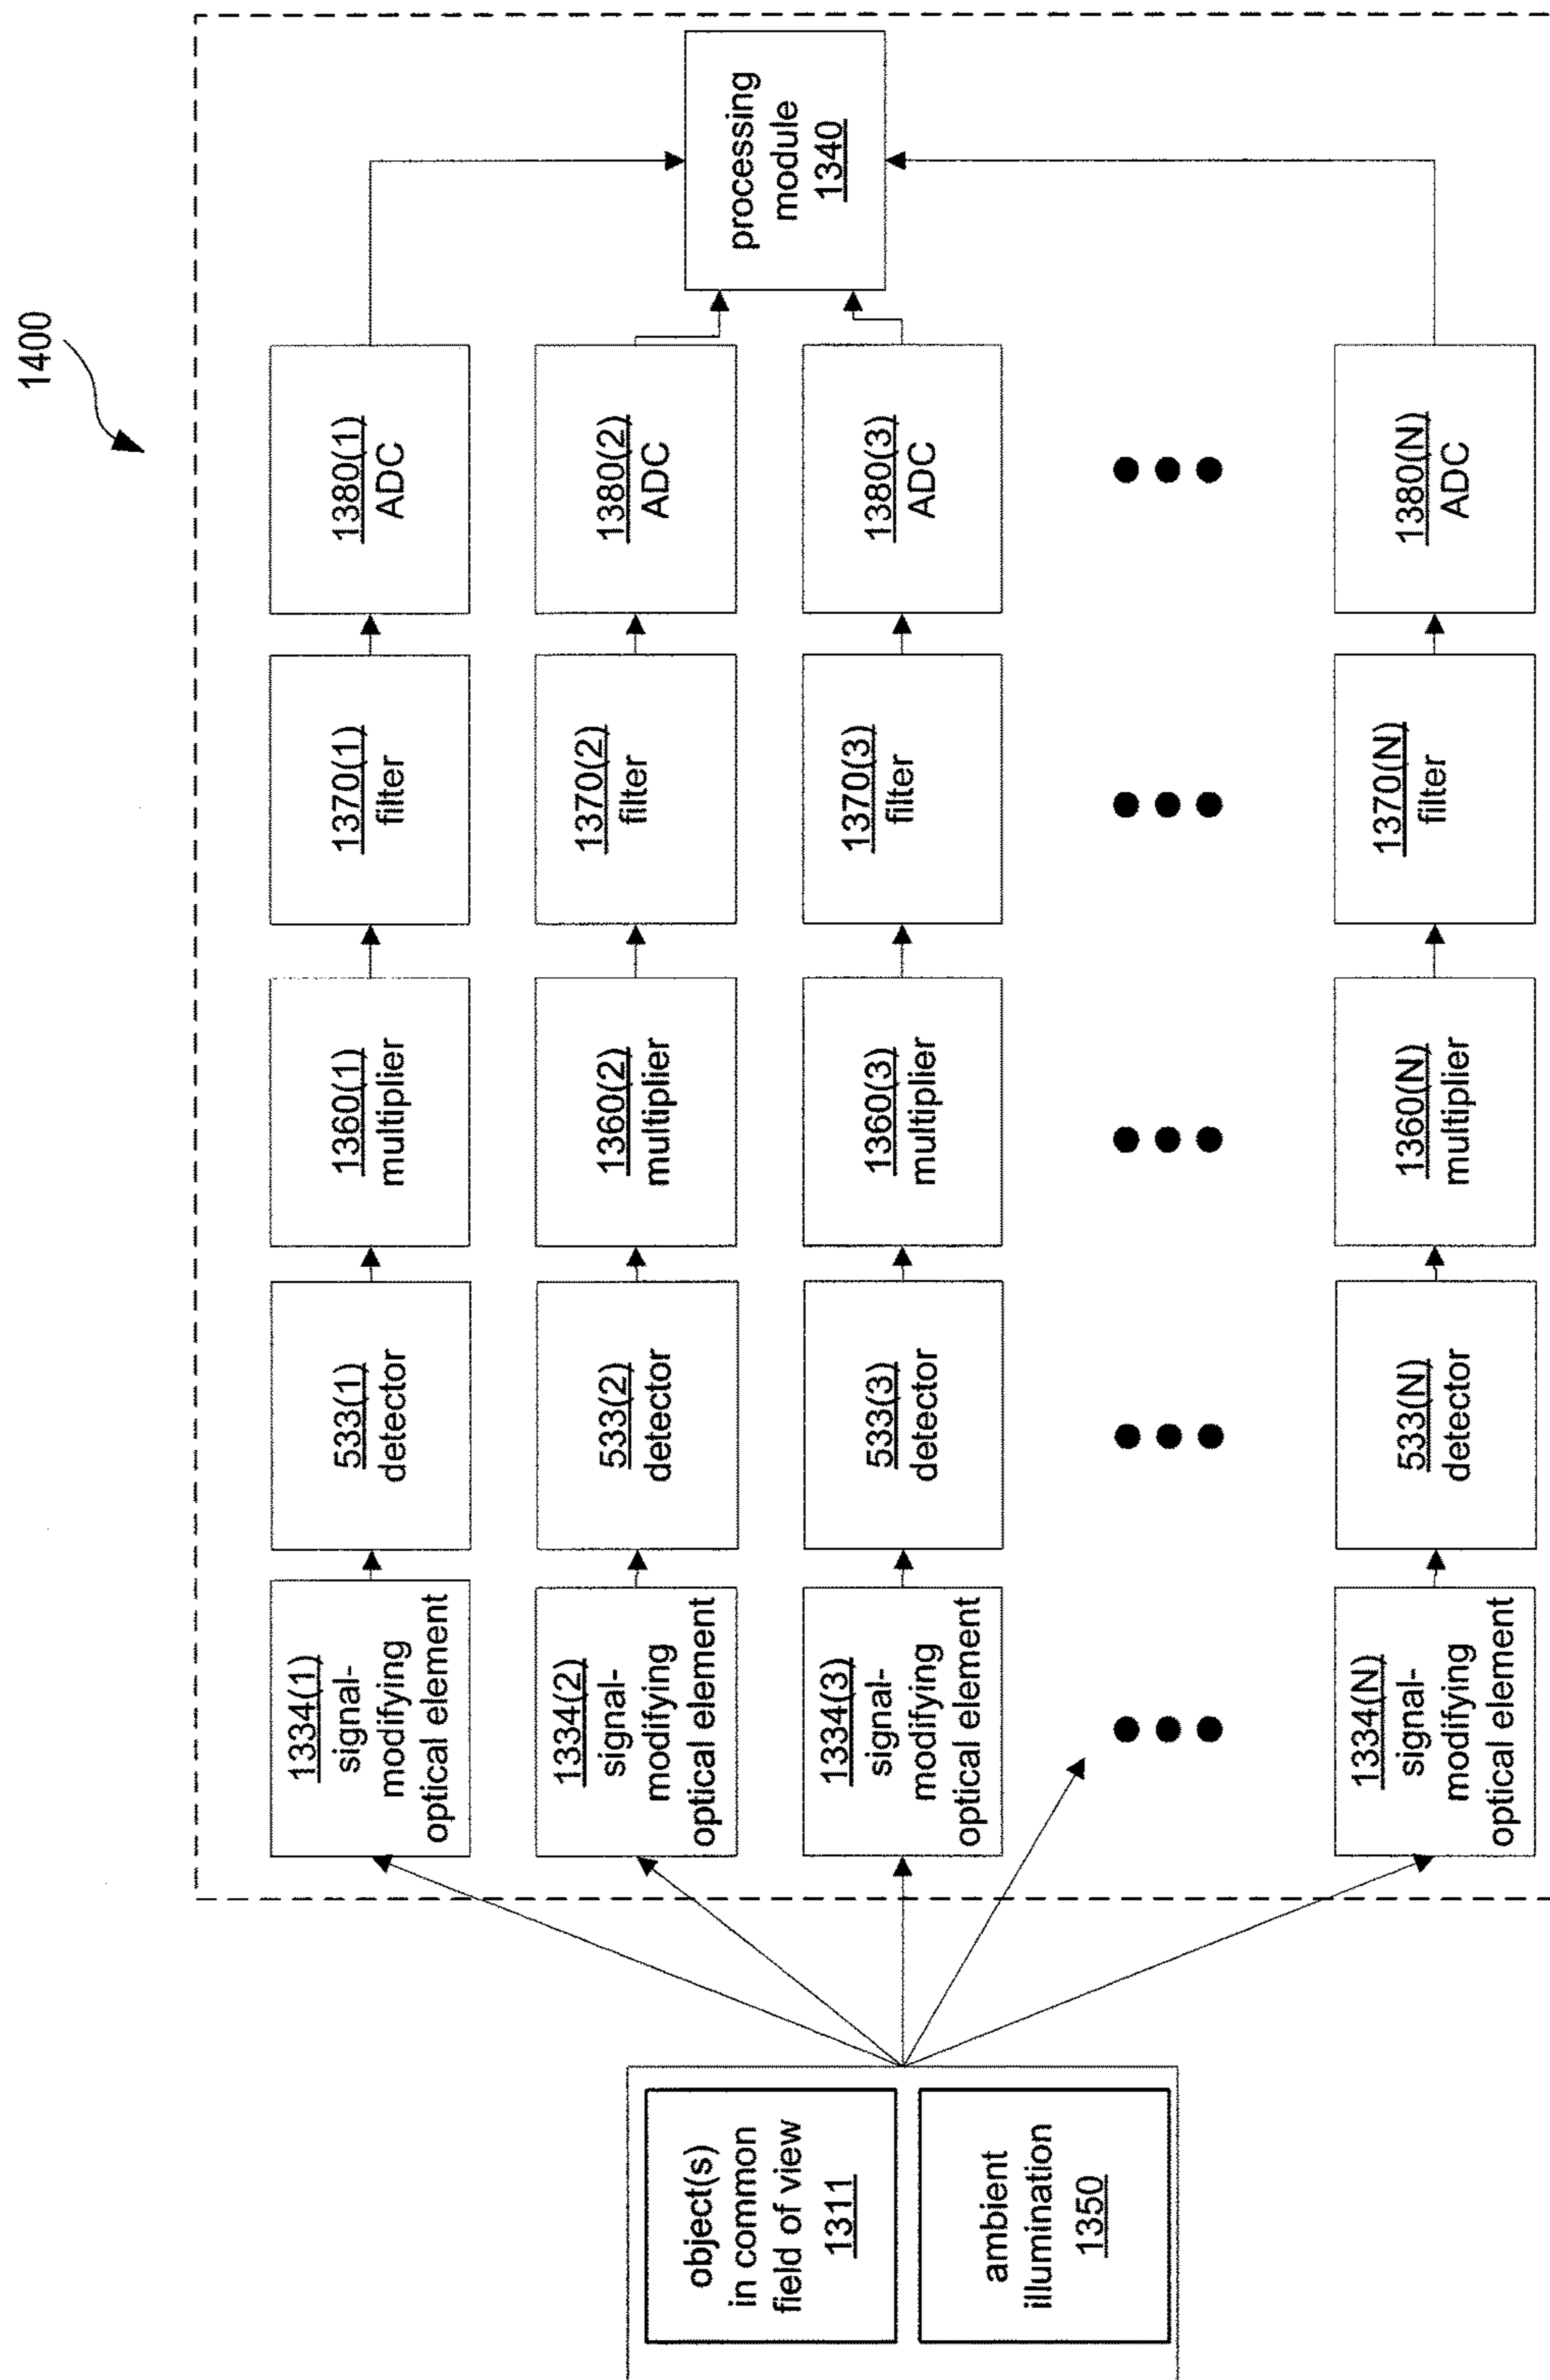 1400
object(s)
in common
field of view
1311
ambient
illumination
1350
1334(1)
signal-
modifying
optical element
533(1)
detector
1360(1)
multiplier
1370(1)
filter
1380(1)
ADC
1334(2)
signal-
modifying
optical element
533(2)
detector
1360(2)
multiplier
1370(2)
filter
1380(2)
ADC
1334(3)
signal-
modifying
optical element
533(3)
detector
1360(3)
multiplier
1370(3)
filter
1380(3)
ADC
1334(N)
signal-
modifying
optical element
533(N)
detector
1360(N)
multiplier
1370(N)
filter
1380(N)
ADC
processing
module
1340